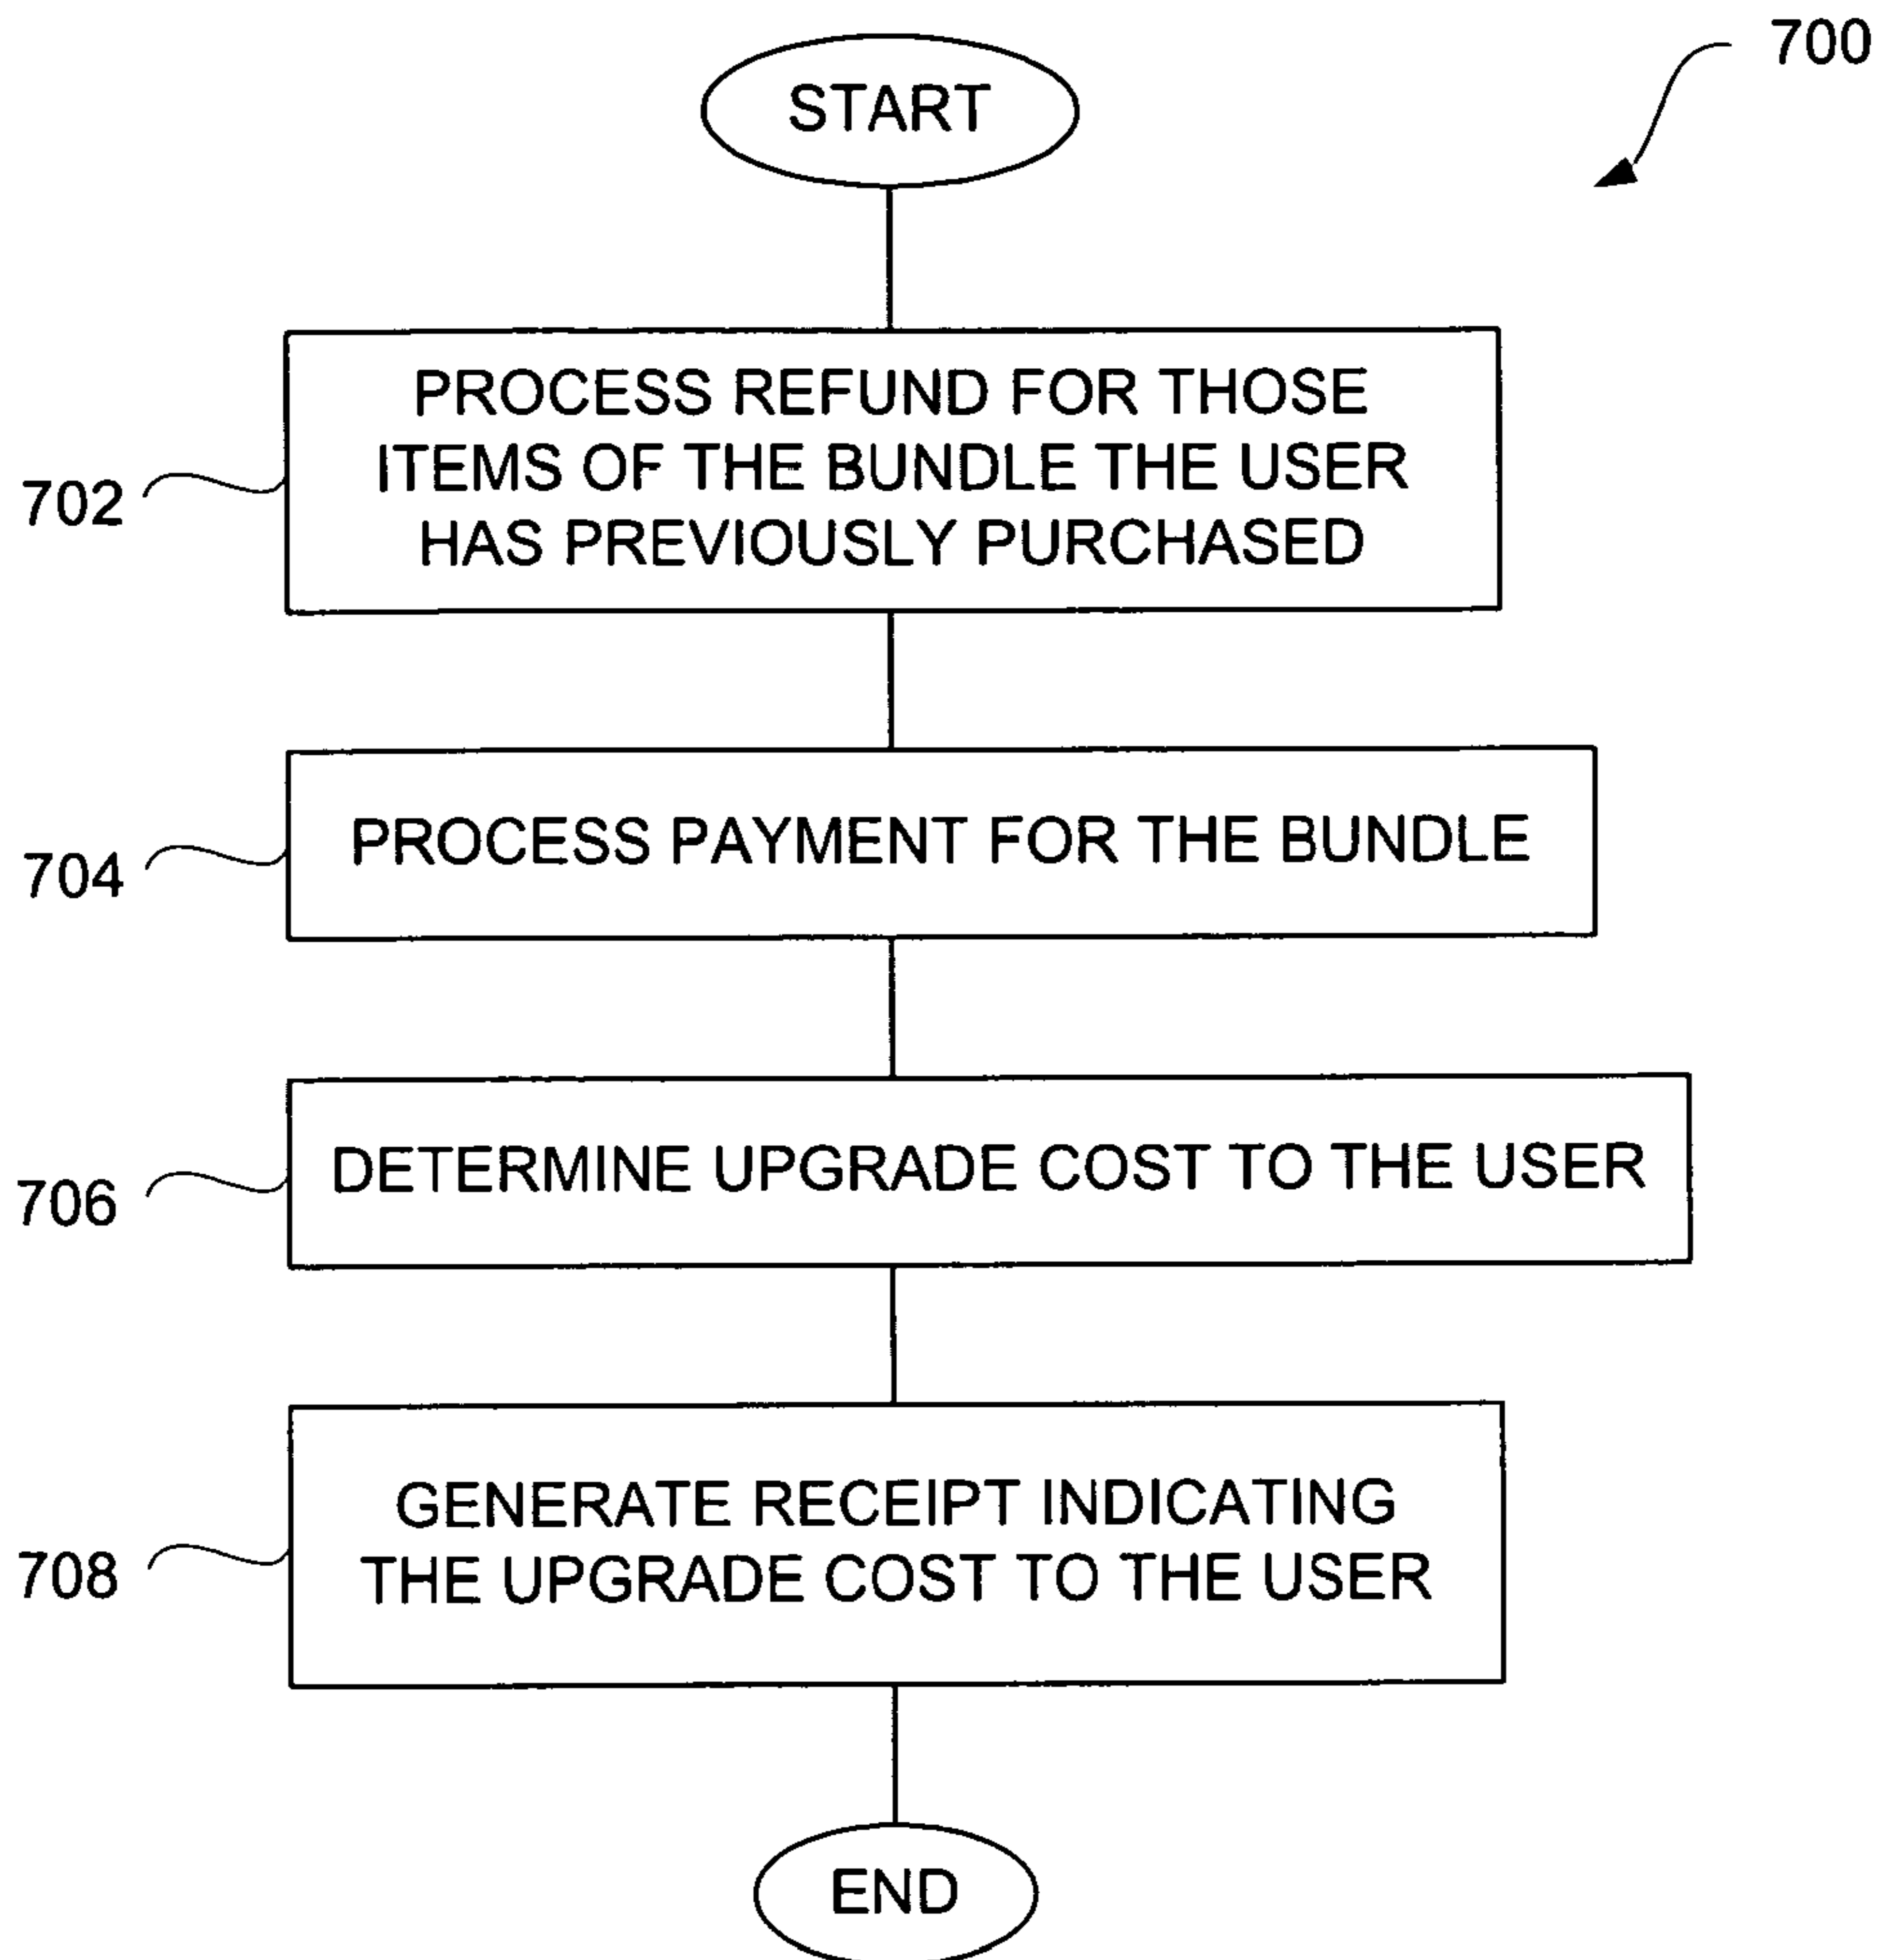 700
START
702
PROCESS REFUND FOR THOSE
ITEMS OF THE BUNDLE THE USER
HAS PREVIOUSLY PURCHASED
704
PROCESS PAYMENT FOR THE BUNDLE
706
DETERMINE UPGRADE COST TO THE USER
708
GENERATE RECEIPT INDICATING
THE UPGRADE COST TO THE USER
END